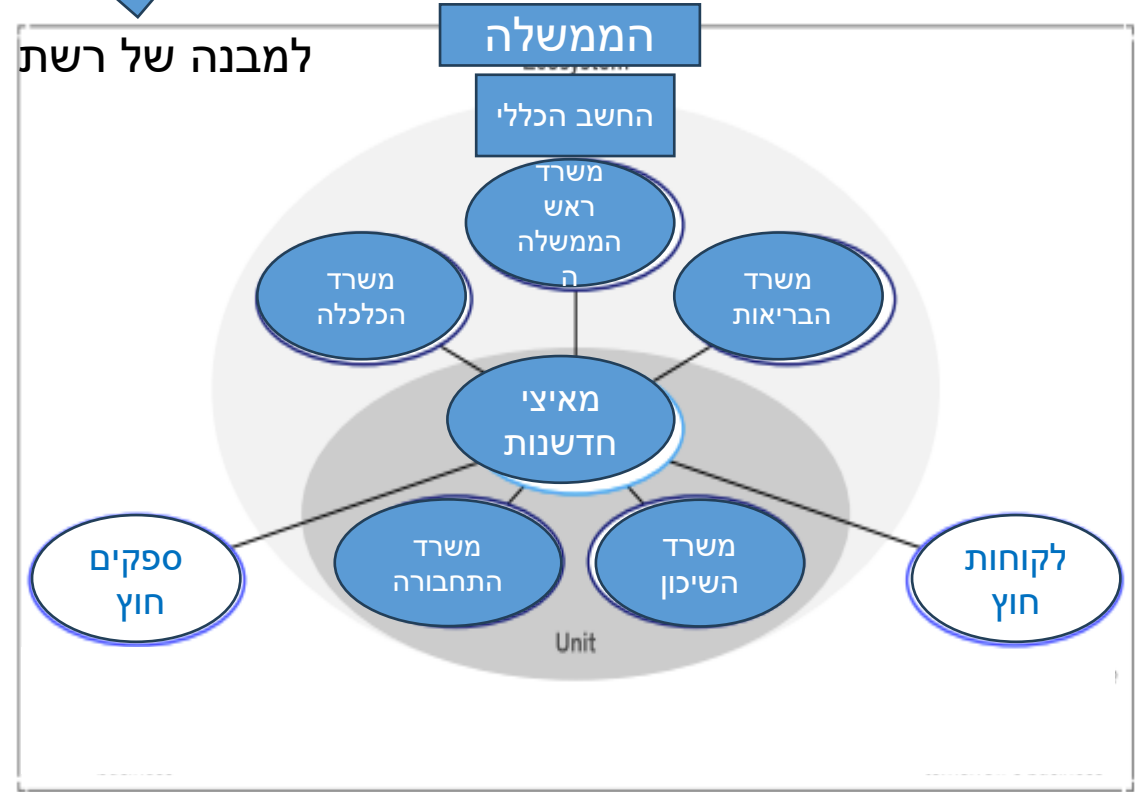 הממשלה
למבנה של רשת
Ecosystem
החשב הכללי
משרד
ראש
הממשלה
ה
משרד
הכלכלה
משרד
הבריאות
מאיצי
חדשנות
ספקים
חוץ
משרד
התחבורה
משרד
השיכון
לקוחות
חוץ
Unit